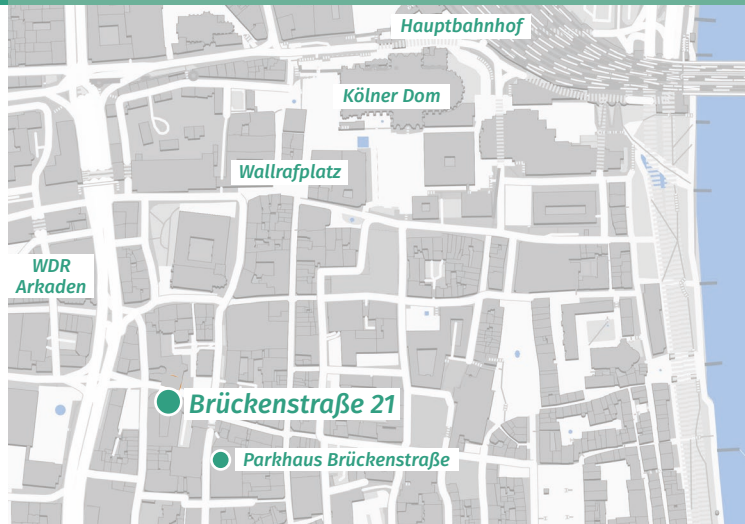 Hauptbahnhof
Kölner Dom
Wallrafplatz
WDR
Arkaden
Brückenstraße 21
Parkhaus Brückenstraße